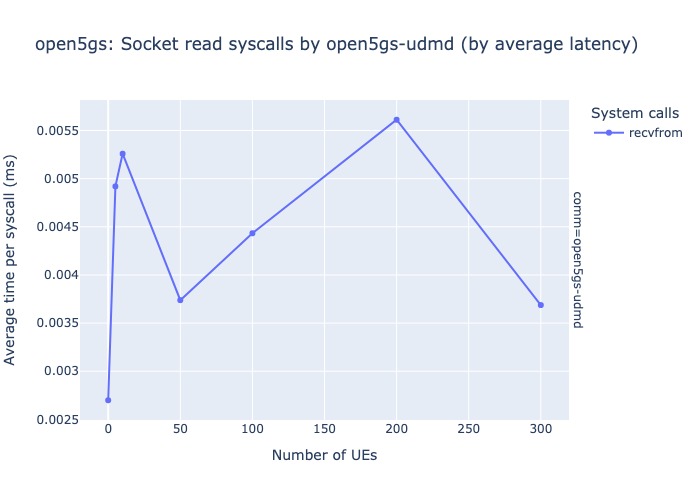 open5gs: Socket read syscalls by open5gs-udmd (by average latency)
System calls
recvfrom
Average time per syscall (ms)
0.0055
0.005
0.0045
0.004
0.0035
0.003
0.0025
comm=open5gs-udmd
0 50 100 150 200 250 300
Number of UEs